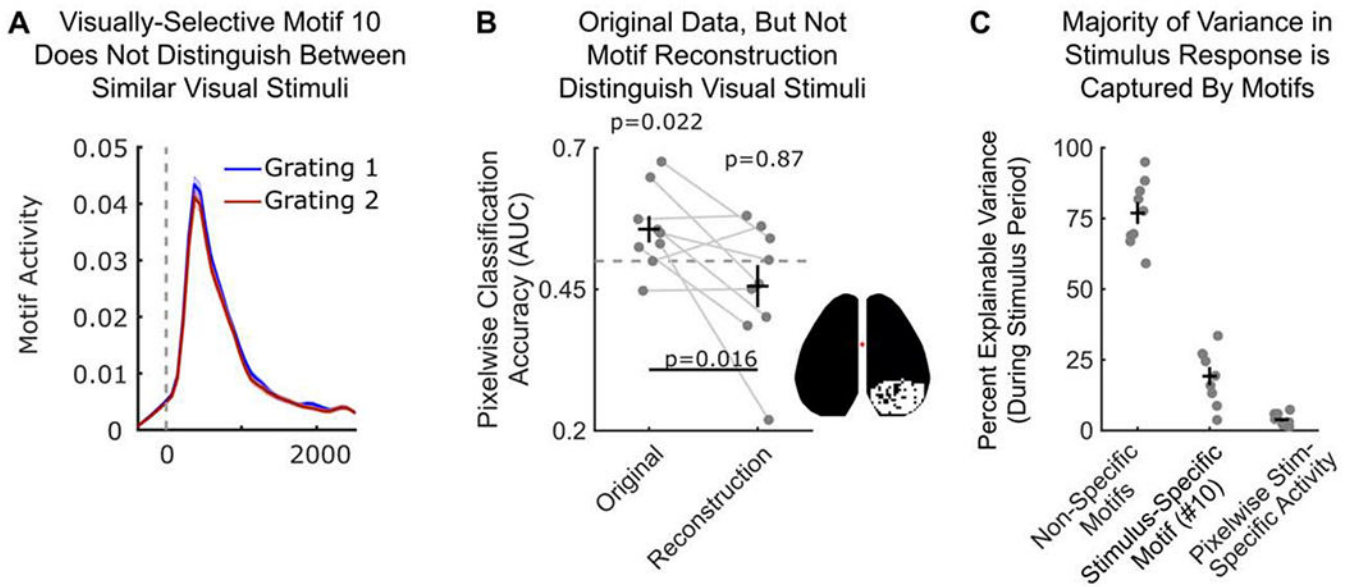 A
Visually-Selective Motif 10
Does Not Distinguish Between
Similar Visual Stimuli
0.05
0.04
0.03
0.02
0.01
0
Motif Activity
Grating 1
Grating 2
0
2000
B
Original Data, But Not
Motif Reconstruction
Distinguish Visual Stimuli
p=0.022
p=0.87
0.7
0.45
0.2
Pixelwise Classification
Accuracy (AUC)
p=0.016
Original
Reconstruction
C
Majority of Variance in
Stimulus Response is
Captured By Motifs
100
75
50
25
0
Percent Explainable Variance
(During Stimulus Period)
Non-Specific
Motifs
Stimulus-Specific
Motif (#10)
Pixelwise Stim-
Specific Activity